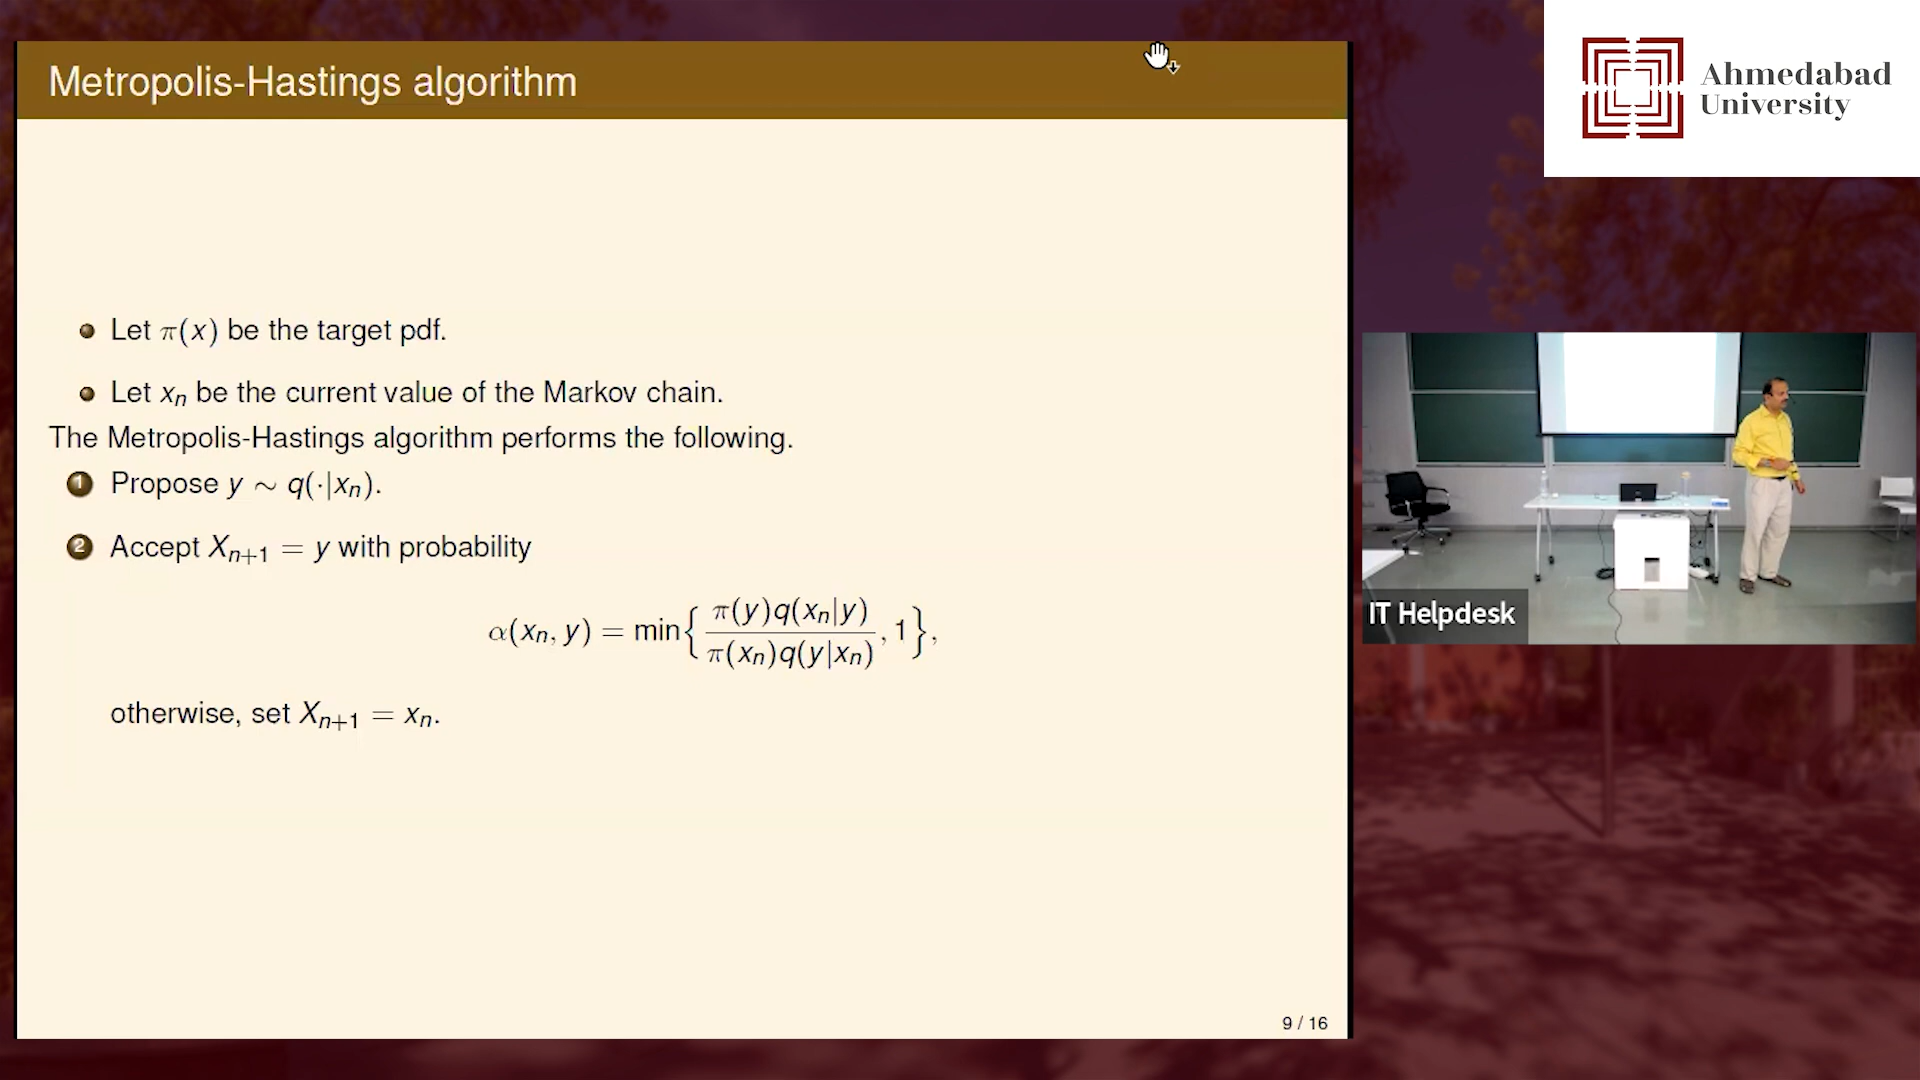 Metropolis-Hastings algorithm
Let π(x) be the target pdf.
Let xₙ be the current value of the Markov chain.
The Metropolis-Hastings algorithm performs the following.
1 Propose y ∼ q(·|xₙ).
2 Accept Xₙ₊₁ = y with probability
α(xₙ, y) = min{ π(y)q(xₙ|y) / π(xₙ)q(y|xₙ) , 1 },
otherwise, set Xₙ₊₁ = xₙ.
9 / 16
Ahmedabad
University
IT Helpdesk